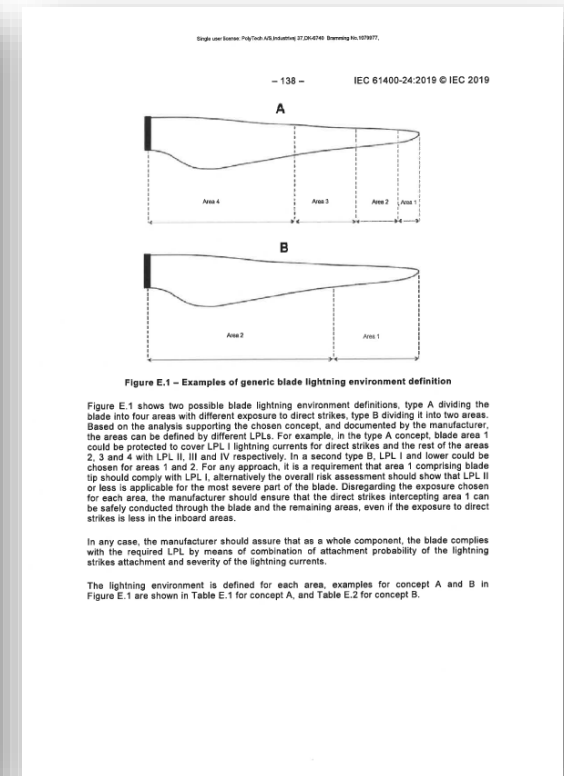 Single user license: PolyTech A/S,Industrivej 37,DK-6740 Bramming No.1079877,
– 138 –
IEC 61400-24:2019 © IEC 2019
A
Area 4
Area 3
Area 2
Area 1
B
Area 2
Area 1
Figure E.1 – Examples of generic blade lightning environment definition
Figure E.1 shows two possible blade lightning environment definitions, type A dividing the
blade into four areas with different exposure to direct strikes, type B dividing it into two areas.
Based on the analysis supporting the chosen concept, and documented by the manufacturer,
the areas can be defined by different LPLs. For example, in the type A concept, blade area 1
could be protected to cover LPL I lightning currents for direct strikes and the rest of the areas
2, 3 and 4 with LPL II, III and IV respectively. In a second type B, LPL I and lower could be
chosen for areas 1 and 2. For any approach, it is a requirement that area 1 comprising blade
tip should comply with LPL I, alternatively the overall risk assessment should show that LPL II
or less is applicable for the most severe part of the blade. Disregarding the exposure chosen
for each area, the manufacturer should ensure that the direct strikes intercepting area 1 can
be safely conducted through the blade and the remaining areas, even if the exposure to direct
strikes is less in the inboard areas.
In any case, the manufacturer should assure that as a whole component, the blade complies
with the required LPL by means of combination of attachment probability of the lightning
strikes attachment and severity of the lightning currents.
The lightning environment is defined for each area, examples for concept A and B in
Figure E.1 are shown in Table E.1 for concept A, and Table E.2 for concept B.